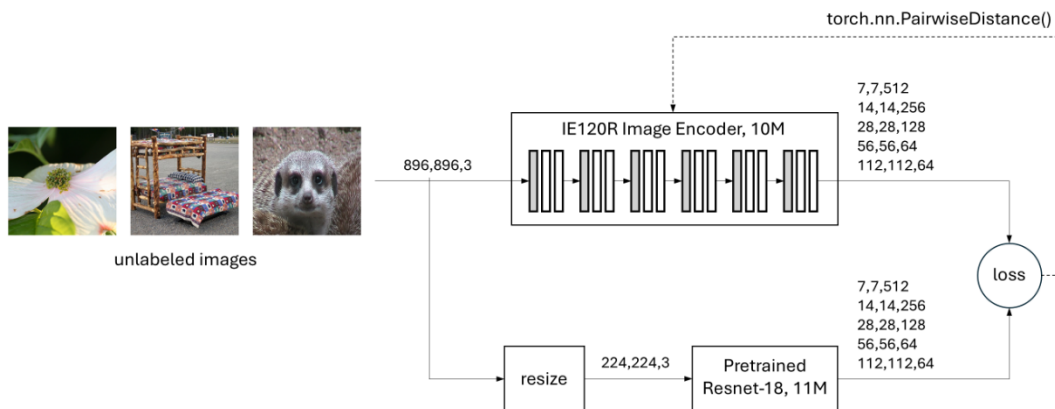 torch.nn.PairwiseDistance()
7,7,512
14,14,256
28,28,128
56,56,64
112,112,64
IE120R Image Encoder, 10M
896,896,3
unlabeled images
loss
7,7,512
14,14,256
28,28,128
56,56,64
112,112,64
resize
224,224,3
Pretrained
Resnet-18, 11M